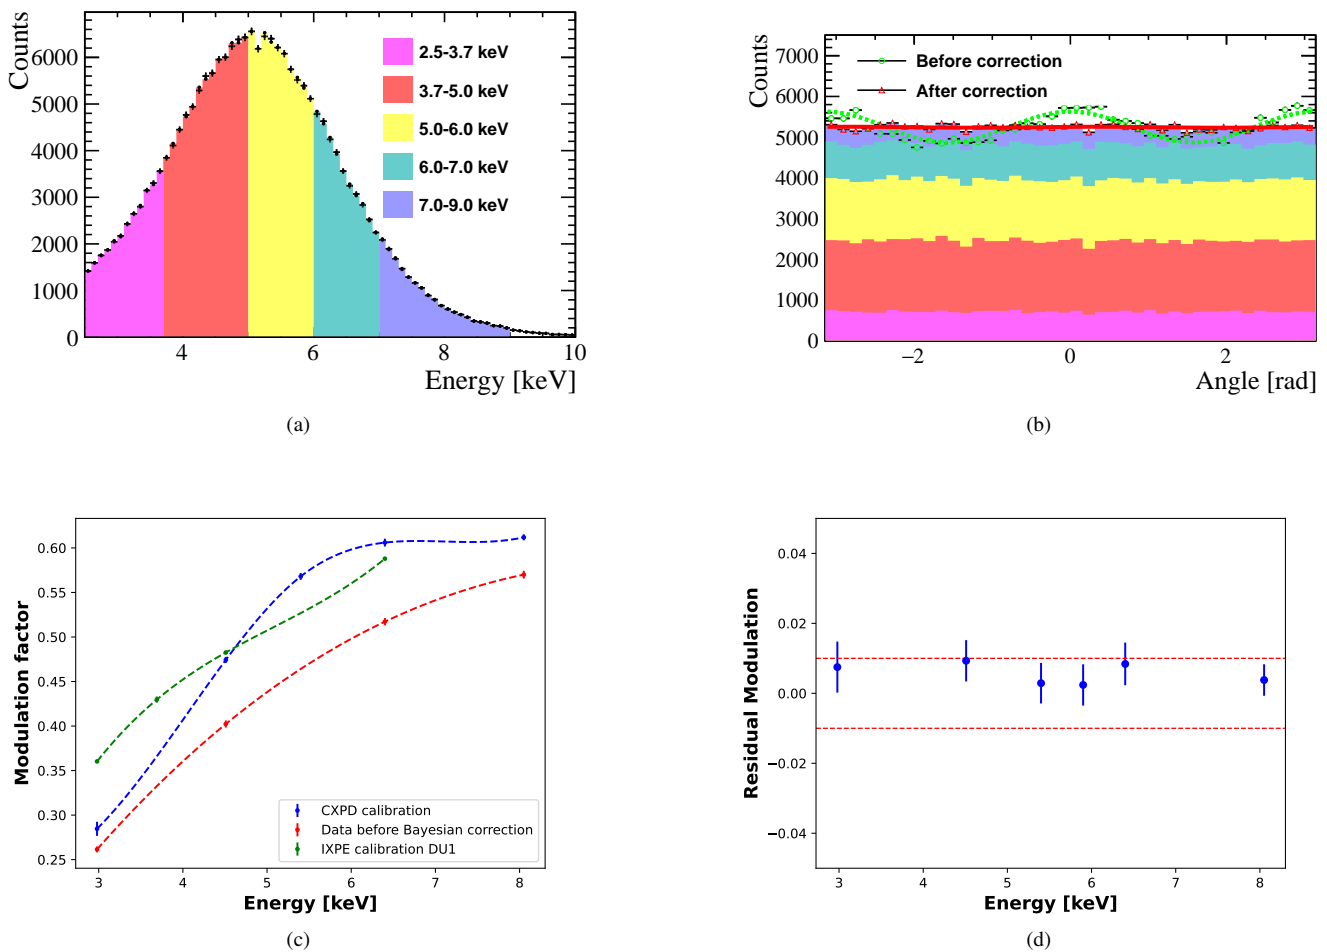 Counts
6000
5000
4000
3000
2000
1000
0
4
6
8
10
Energy [keV]
2.5-3.7 keV
3.7-5.0 keV
5.0-6.0 keV
6.0-7.0 keV
7.0-9.0 keV
(a)
Counts
7000
6000
5000
4000
3000
2000
1000
0
−2
0
2
Angle [rad]
Before correction
After correction
(b)
Modulation factor
0.60
0.55
0.50
0.45
0.40
0.35
0.30
0.25
3
4
5
6
7
8
Energy [keV]
CXPD calibration
Data before Bayesian correction
IXPE calibration DU1
(c)
Residual Modulation
0.04
0.02
0.00
−0.02
−0.04
3
4
5
6
7
8
Energy [keV]
(d)